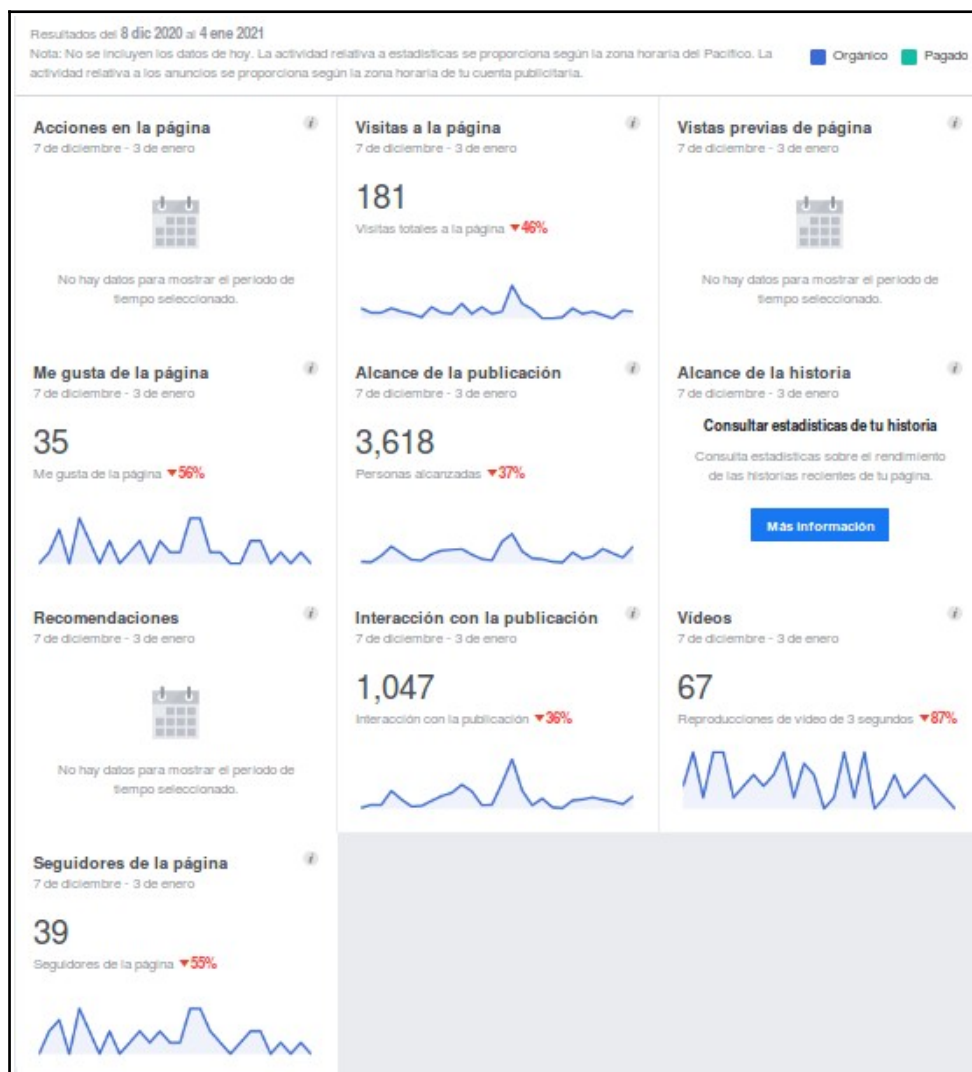 Resultados del 8 dic 2020 al 4 ene 2021
Nota: No se incluyen los datos de hoy. La actividad relativa a estadísticas se proporciona según la zona horaria del Pacífico. La
actividad relativa a los anuncios se proporciona según la zona horaria de tu cuenta publicitaria.
Orgánico Pagado
Acciones en la página
7 de diciembre - 3 de enero
No hay datos para mostrar el periodo de
tiempo seleccionado.
Visitas a la página
7 de diciembre - 3 de enero
181
Visitas totales a la página ▼46%
Vistas previas de página
7 de diciembre - 3 de enero
No hay datos para mostrar el periodo de
tiempo seleccionado.
Me gusta de la página
7 de diciembre - 3 de enero
35
Me gusta de la página ▼56%
Alcance de la publicación
7 de diciembre - 3 de enero
3,618
Personas alcanzadas ▼37%
Alcance de la historia
7 de diciembre - 3 de enero
Consultar estadísticas de tu historia
Consulta estadísticas sobre el rendimiento
de las historias recientes de tu página.
Más información
Recomendaciones
7 de diciembre - 3 de enero
No hay datos para mostrar el periodo de
tiempo seleccionado.
Interacción con la publicación
7 de diciembre - 3 de enero
1,047
Interacción con la publicación ▼36%
Vídeos
7 de diciembre - 3 de enero
67
Reproducciones de vídeo de 3 segundos ▼87%
Seguidores de la página
7 de diciembre - 3 de enero
39
Seguidores de la página ▼55%